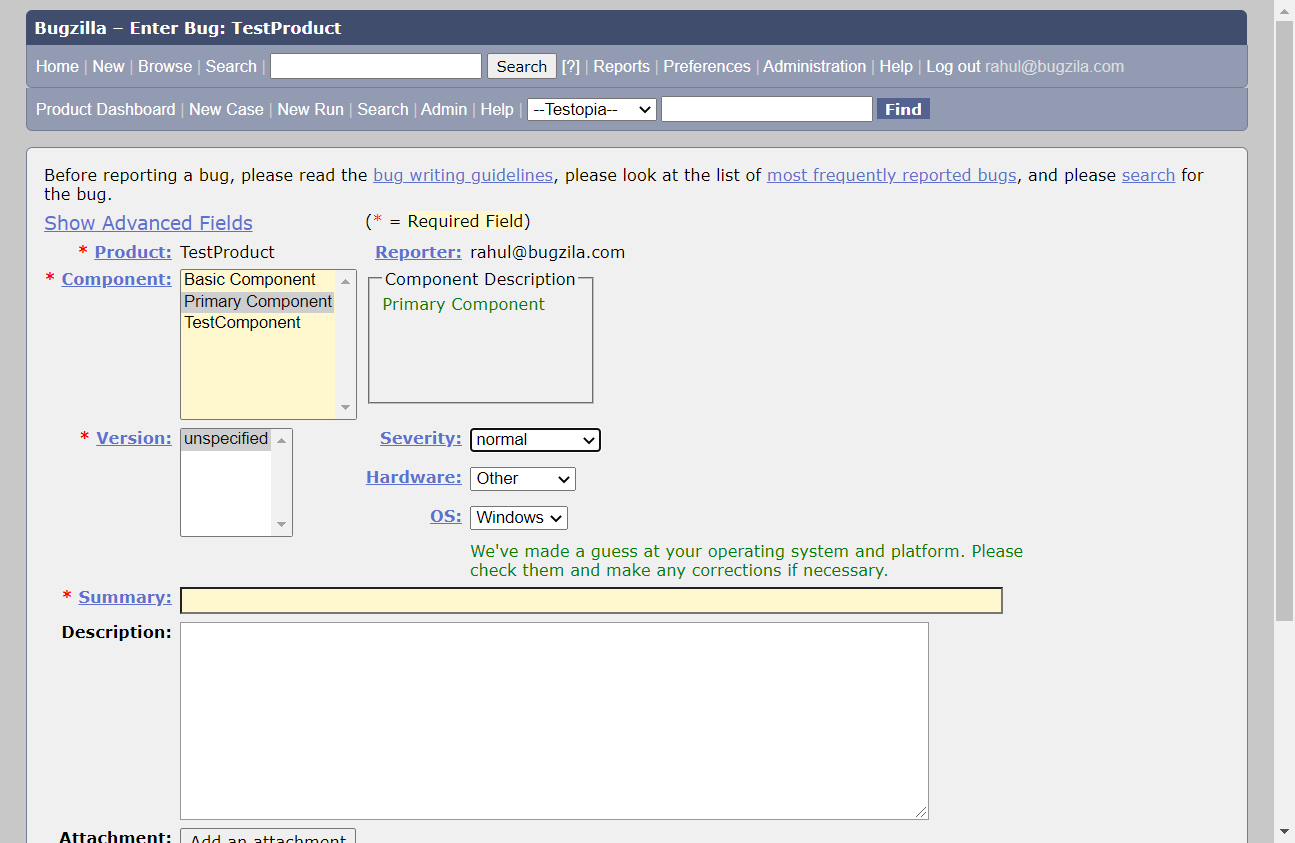 Bugzilla – Enter Bug: TestProduct
Home | New | Browse | Search | Search [?] | Reports | Preferences | Administration | Help | Log out rahul@bugzila.com
Product Dashboard | New Case | New Run | Search | Admin | Help | --Testopia-- Find
Before reporting a bug, please read the bug writing guidelines, please look at the list of most frequently reported bugs, and please search for
the bug.
Show Advanced Fields (* = Required Field)
* Product: TestProduct Reporter: rahul@bugzila.com
* Component: Basic Component Component Description
Primary Component Primary Component
TestComponent
* Version: unspecified Severity: normal
Hardware: Other
OS: Windows
We've made a guess at your operating system and platform. Please
check them and make any corrections if necessary.
* Summary:
Description:
Attachment: Add an attachment